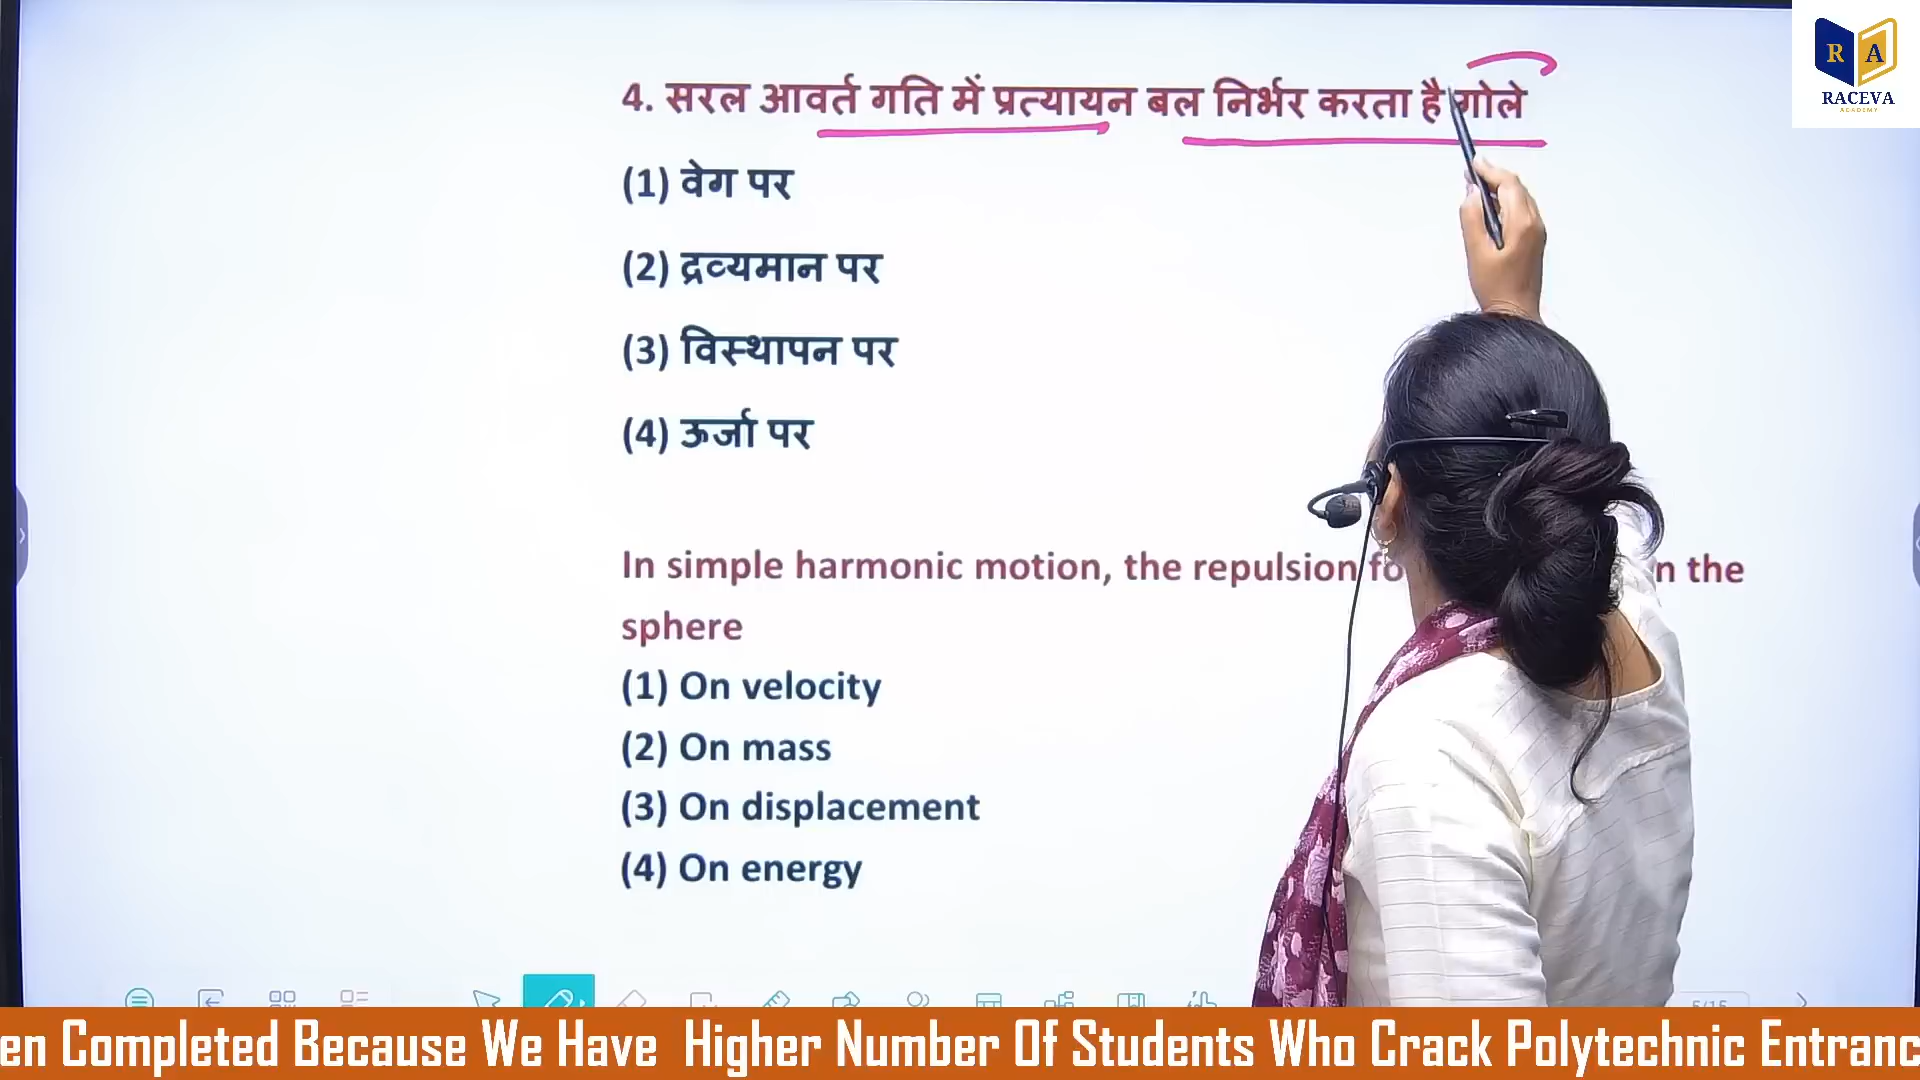 R A
RACEVA
ACADEMY
4. सरल आवर्त गति में प्रत्यायन बल निर्भर करता है गोले
(1) वेग पर
(2) द्रव्यमान पर
(3) विस्थापन पर
(4) ऊर्जा पर
In simple harmonic motion, the repulsion the
sphere
(1) On velocity
(2) On mass
(3) On displacement
(4) On energy
en Completed Because We Have Higher Number Of Students Who Crack Polytechnic Entranc